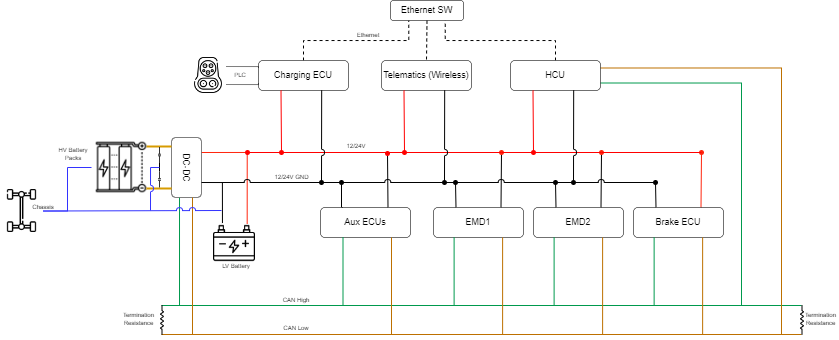 Ethernet SW
Ethernet
PLC
Charging ECU
Telematics (Wireless)
HCU
HV Battery
Packs
DC-DC
12/24V
12/24V GND
Chassis
Aux ECUs
EMD1
EMD2
Brake ECU
LV Battery
CAN High
Termination
Resistance
CAN Low
Termination
Resistance